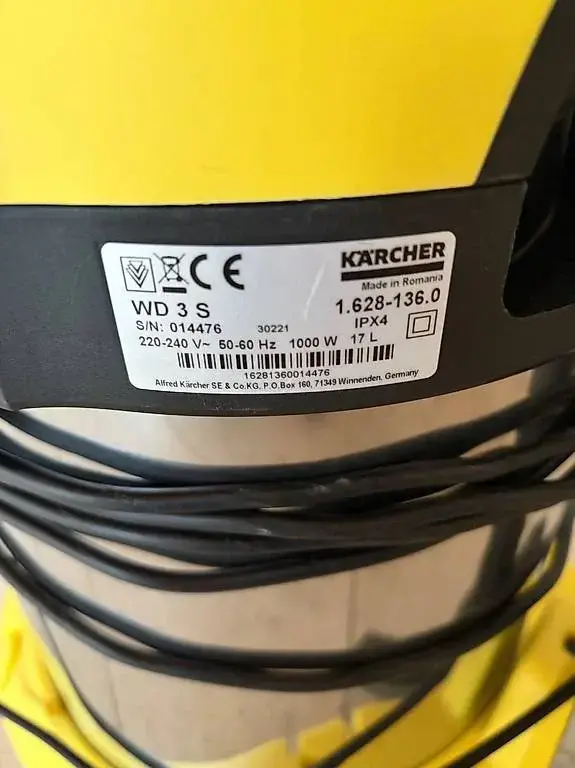 KÄRCHER
Made in Romania
WD 3 S
1.628-136.0
S/N: 014476
30221
IPX4
220-240 V~ 50-60 Hz 1000 W 17 L
16281360014476
Alfred Kärcher SE & Co.KG, P.O.Box 160, 71349 Winnenden, Germany